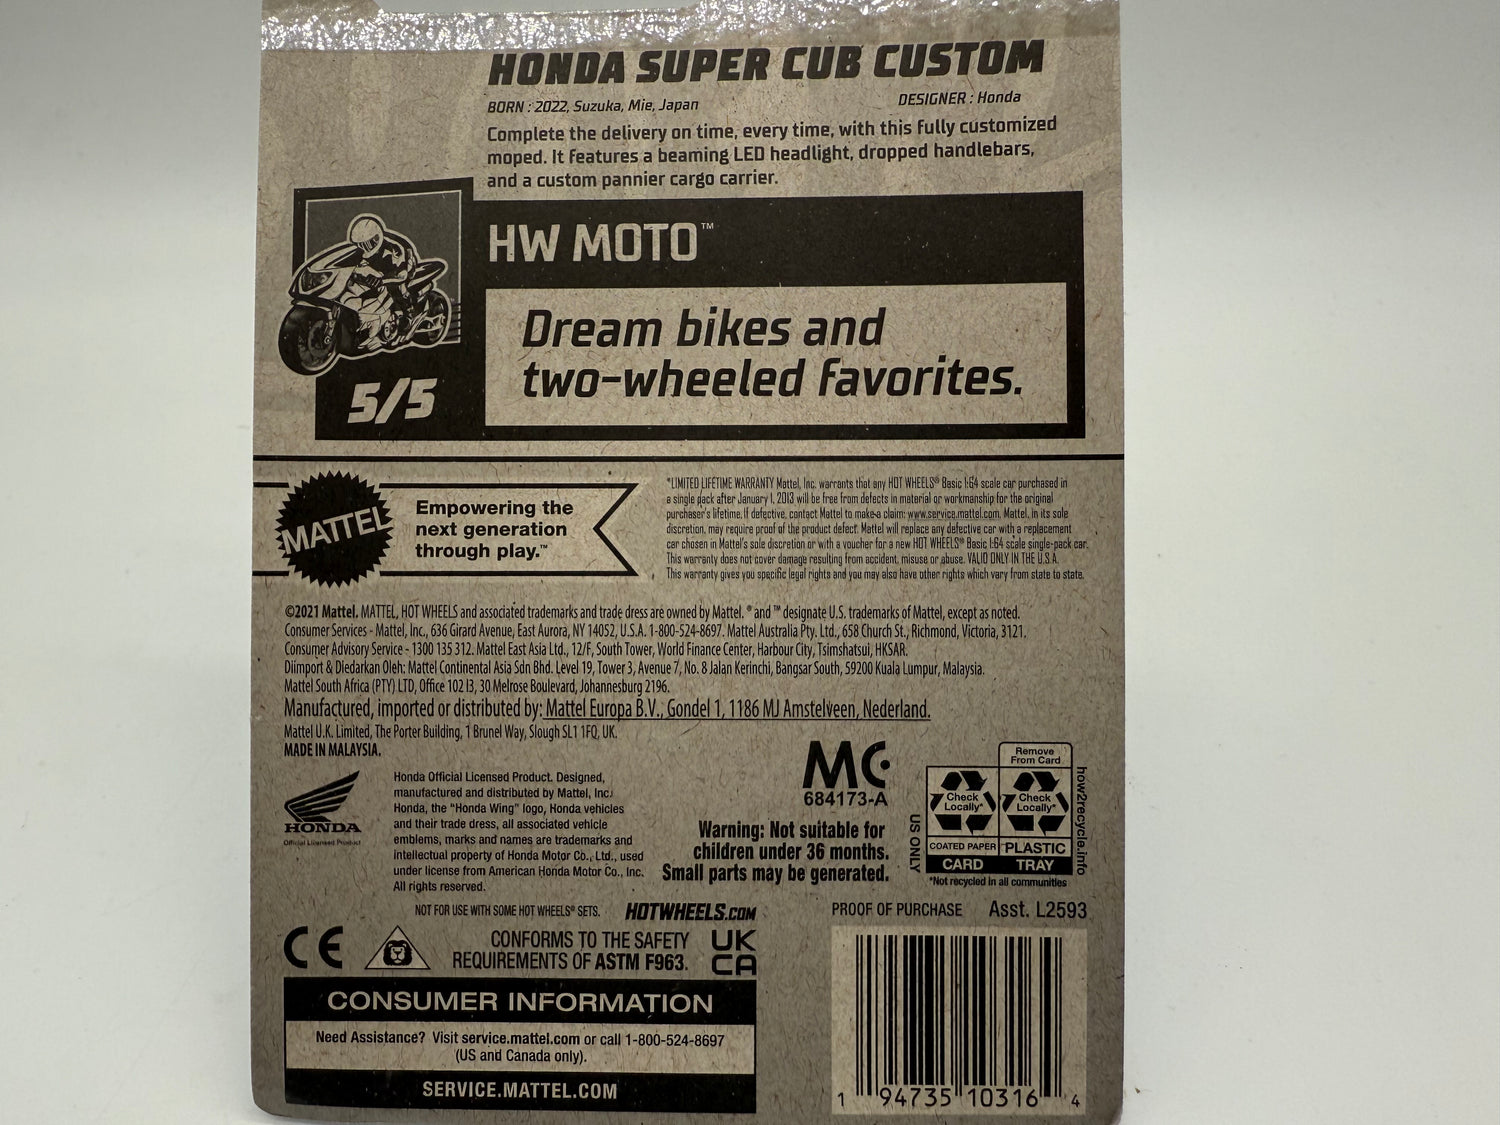 HONDA SUPER CUB CUSTOM
BORN : 2022, Suzuka, Mie, Japan
DESIGNER : Honda
Complete the delivery on time, every time, with this fully customized
moped. It features a beaming LED headlight, dropped handlebars,
and a custom pannier cargo carrier.
HW MOTO™
Dream bikes and
two-wheeled favorites.
5/5
MATTEL
Empowering the
next generation
through play.™
*LIMITED LIFETIME WARRANTY Mattel, Inc. warrants that any HOT WHEELS® Basic 1:64 scale car purchased in
a single pack after January 1, 2013 will be free from defects in material or workmanship for the original
purchaser's lifetime. If defective, contact Mattel to make a claim: www.service.mattel.com. Mattel, in its sole
discretion, may require proof of the product defect. Mattel will replace any defective car with a replacement
car chosen in Mattel's sole discretion or with a voucher for a new HOT WHEELS® Basic 1:64 scale single-pack car.
This warranty does not cover damage resulting from accident, misuse or abuse. VALID ONLY IN THE U.S.A.
This warranty gives you specific legal rights and you may also have other rights which vary from state to state.
©2021 Mattel. MATTEL, HOT WHEELS and associated trademarks and trade dress are owned by Mattel. ® and ™ designate U.S. trademarks of Mattel, except as noted.
Consumer Services - Mattel, Inc., 636 Girard Avenue, East Aurora, NY 14052, U.S.A. 1-800-524-8697. Mattel Australia Pty. Ltd., 658 Church St., Richmond, Victoria, 3121.
Consumer Advisory Service - 1300 135 312. Mattel East Asia Ltd., 12/F, South Tower, World Finance Center, Harbour City, Tsimshatsui, HKSAR.
Diimport & Diedarkan Oleh: Mattel Continental Asia Sdn Bhd. Level 19, Tower 3, Avenue 7, No. 8 Jalan Kerinchi, Bangsar South, 59200 Kuala Lumpur, Malaysia.
Mattel South Africa (PTY) LTD, Office 102 I3, 30 Melrose Boulevard, Johannesburg 2196.
Manufactured, imported or distributed by: Mattel Europa B.V., Gondel 1, 1186 MJ Amstelveen, Nederland.
Mattel U.K. Limited, The Porter Building, 1 Brunel Way, Slough SL1 1FQ, UK.
MADE IN MALAYSIA.
HONDA
Official Licensed Product
Honda Official Licensed Product. Designed,
manufactured and distributed by Mattel, Inc.
Honda, the "Honda Wing" logo, Honda vehicles
and their trade dress, all associated vehicle
emblems, marks and names are trademarks and
intellectual property of Honda Motor Co., Ltd., used
under license from American Honda Motor Co., Inc.
All rights reserved.
MC
684173-A
Warning: Not suitable for
children under 36 months.
Small parts may be generated.
US ONLY
Remove
From Card
Check
Locally*
Check
Locally*
COATED PAPER
PLASTIC
CARD
TRAY
how2recycle.info
*Not recycled in all communities
NOT FOR USE WITH SOME HOT WHEELS® SETS.
HOTWHEELS.COM
PROOF OF PURCHASE
Asst. L2593
CE
CONFORMS TO THE SAFETY
REQUIREMENTS OF ASTM F963.
UK
CA
CONSUMER INFORMATION
Need Assistance? Visit service.mattel.com or call 1-800-524-8697
(US and Canada only).
SERVICE.MATTEL.COM
1 94735 10316 4